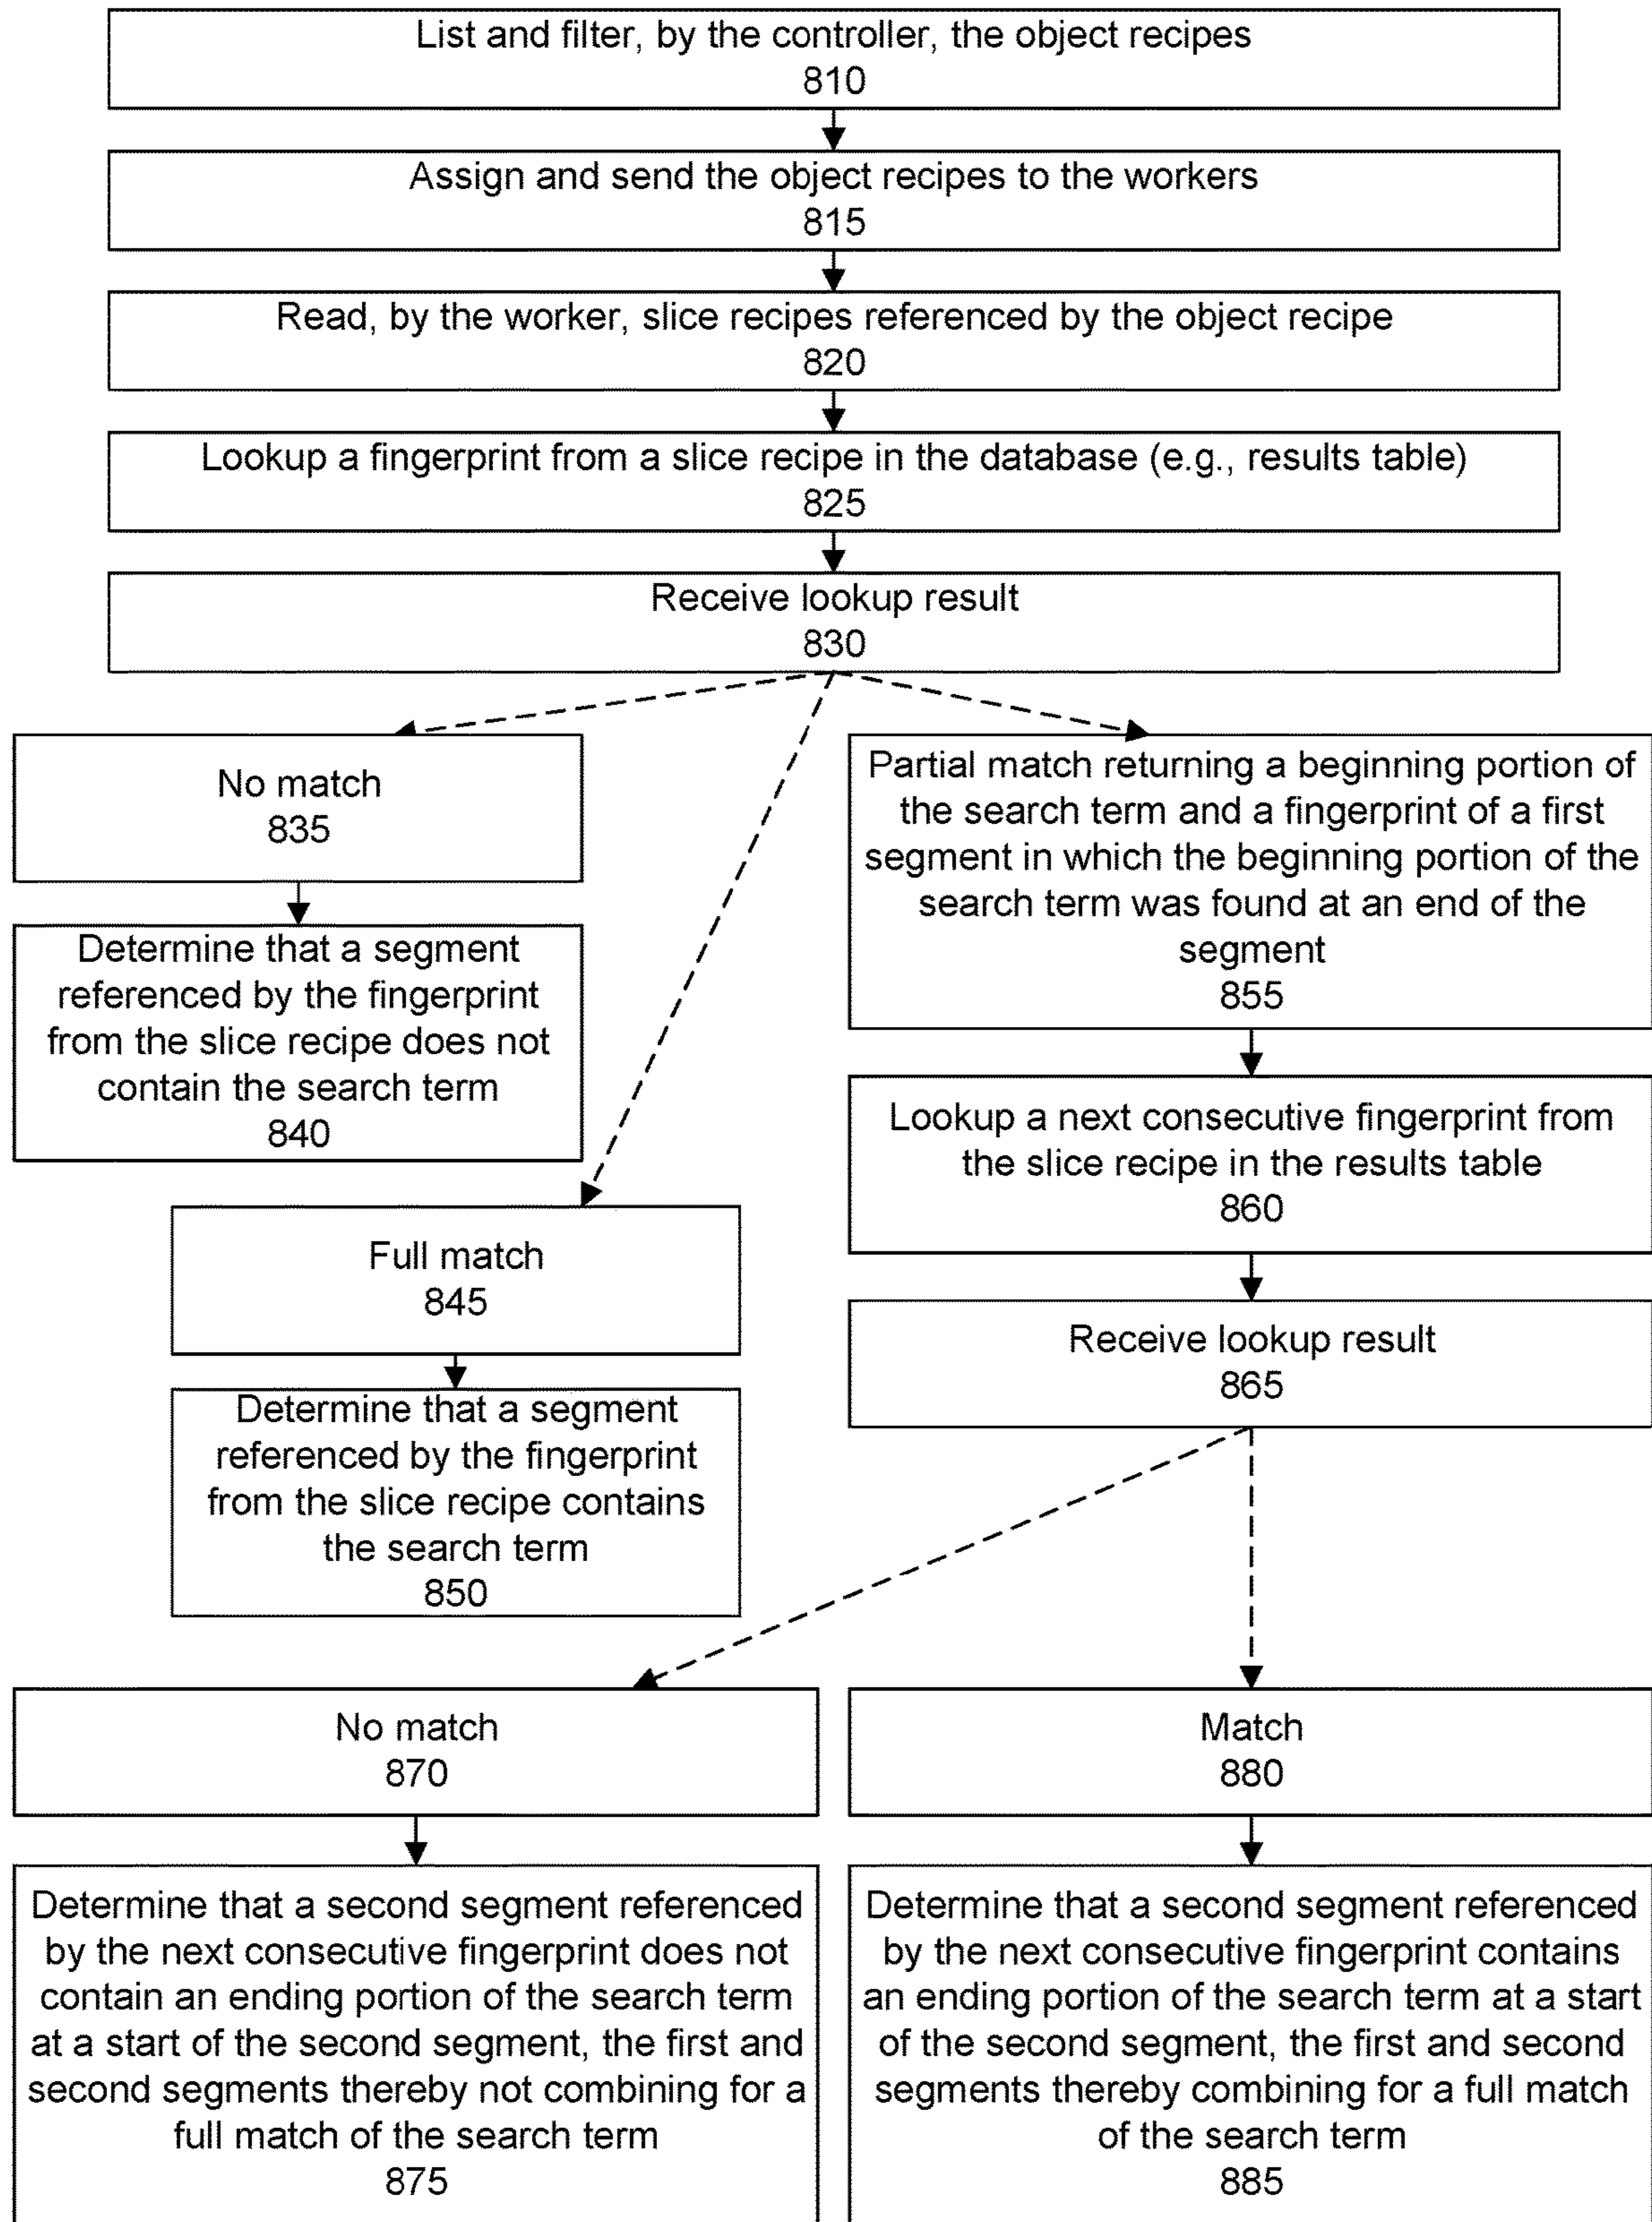 List and filter, by the controller, the object recipes
810
Assign and send the object recipes to the workers
815
Read, by the worker, slice recipes referenced by the object recipe
820
Lookup a fingerprint from a slice recipe in the database (e.g., results table)
825
Receive lookup result
830
No match
835
Determine that a segment
referenced by the fingerprint
from the slice recipe does not
contain the search term
840
Full match
845
Determine that a segment
referenced by the fingerprint
from the slice recipe contains
the search term
850
Partial match returning a beginning portion of
the search term and a fingerprint of a first
segment in which the beginning portion of the
search term was found at an end of the
segment
855
Lookup a next consecutive fingerprint from
the slice recipe in the results table
860
Receive lookup result
865
No match
870
Determine that a second segment referenced
by the next consecutive fingerprint does not
contain an ending portion of the search term
at a start of the second segment, the first and
second segments thereby not combining for a
full match of the search term
875
Match
880
Determine that a second segment referenced
by the next consecutive fingerprint contains
an ending portion of the search term at a start
of the second segment, the first and second
segments thereby combining for a full match
of the search term
885